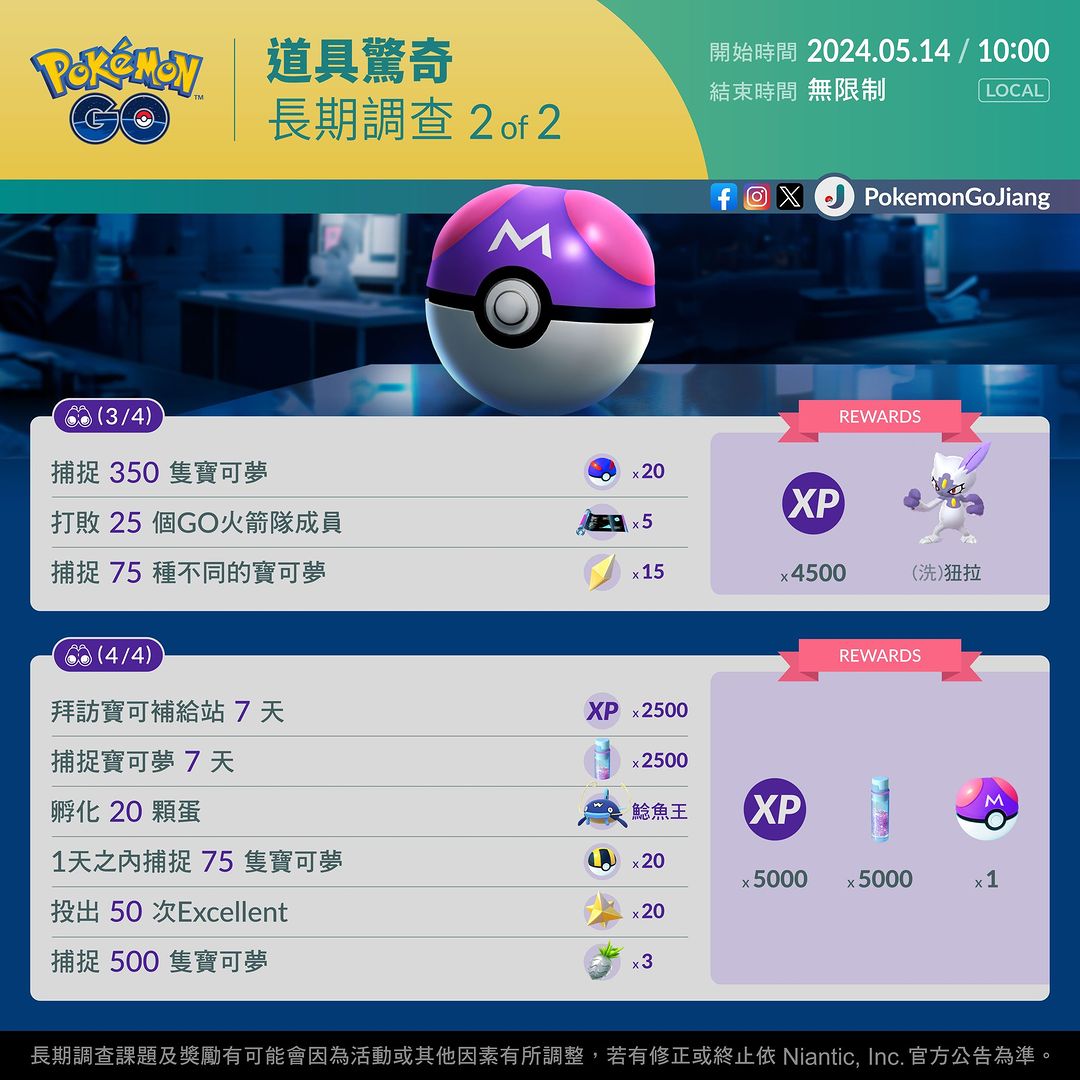 Pokémon GO
TM
道具驚奇
長期調查 2 of 2
開始時間 2024.05.14 / 10:00
結束時間 無限制 LOCAL
PokemonGoJiang
M
(3/4)
捕捉 350 隻寶可夢 x20
打敗 25 個GO火箭隊成員 x5
捕捉 75 種不同的寶可夢 x15
REWARDS
XP
x4500 (洗)狃拉
(4/4)
拜訪寶可補給站 7 天 XP x2500
捕捉寶可夢 7 天 x2500
孵化 20 顆蛋 鯰魚王
1天之內捕捉 75 隻寶可夢 x20
投出 50 次Excellent x20
捕捉 500 隻寶可夢 x3
REWARDS
XP M
x5000 x5000 x1
長期調查課題及獎勵有可能會因為活動或其他因素有所調整，若有修正或終止依 Niantic, Inc. 官方公告為準。